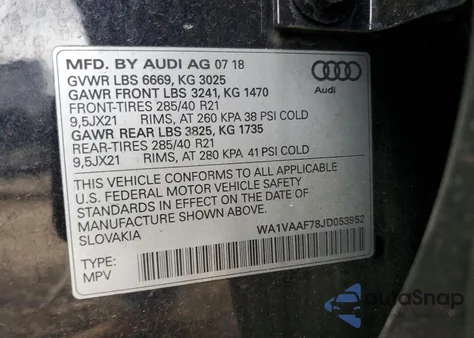 MFD. BY AUDI AG 07 18
GVWR LBS 6669, KG 3025
GAWR FRONT LBS 3241, KG 1470
FRONT-TIRES 285/40 R21
9,5JX21 RIMS, AT 260 KPA 38 PSI COLD
GAWR REAR LBS 3825, KG 1735
REAR-TIRES 285/40 R21
9,5JX21 RIMS, AT 280 KPA 41 PSI COLD
Audi
THIS VEHICLE CONFORMS TO ALL APPLICABLE
U.S. FEDERAL MOTOR VEHICLE SAFETY
STANDARDS IN EFFECT ON THE DATE OF
MANUFACTURE SHOWN ABOVE.
SLOVAKIA
WA1VAAF78JD053952
TYPE:
MPV
autoSnap